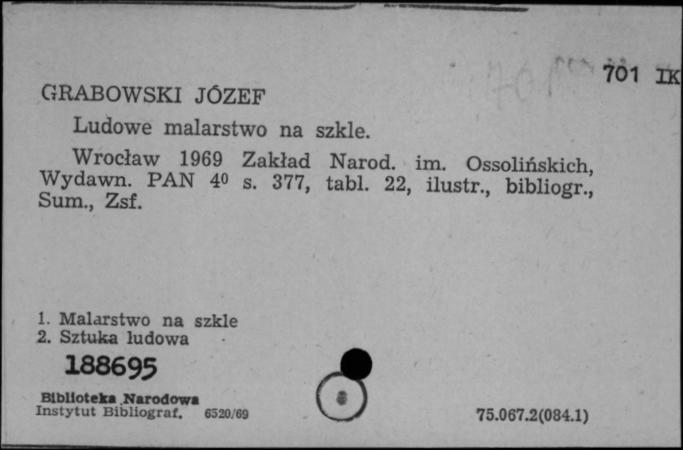 701 IK
GRABOWSKI JÓZEF
Ludowe malarstwo na szkle.
Wrocław 1969 Zakład Narod. im. Ossolińskich,
Wydawn. PAN 4⁰ s. 377, tabl. 22, ilustr., bibliogr.,
Sum., Zsf.
1. Malarstwo na szkle
2. Sztuka ludowa
188695
Biblioteka Narodowa
Instytut Bibliograf. 6520/69
75.067.2(084.1)